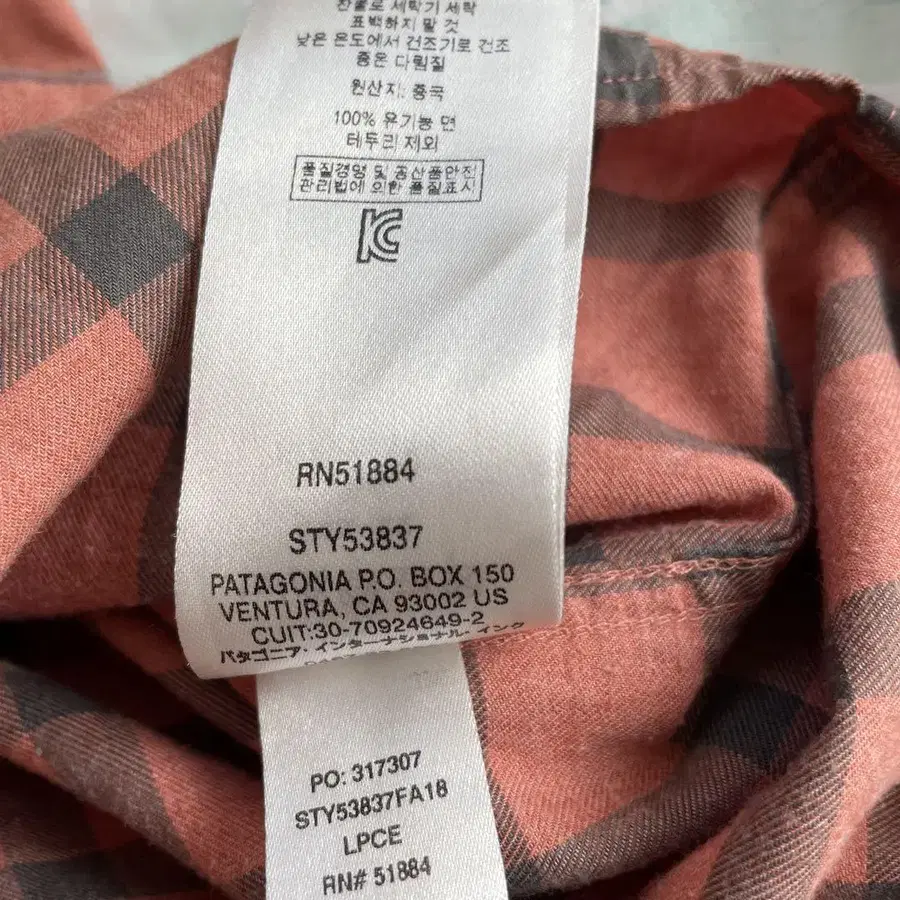 찬물로 세탁기 세탁
표백하지 말 것
낮은 온도에서 건조기로 건조
중온 다림질
원산지: 중국
100% 유기농 면
테두리 제외
품질경영 및 공산품안전
관리법에 의한 품질표시
RN51884
STY53837
PATAGONIA P.O. BOX 150
VENTURA, CA 93002 US
CUIT:30-70924649-2
パタゴニア・インターナショナル・インク
PO: 317307
STY53837FA18
LPCE
RN# 51884